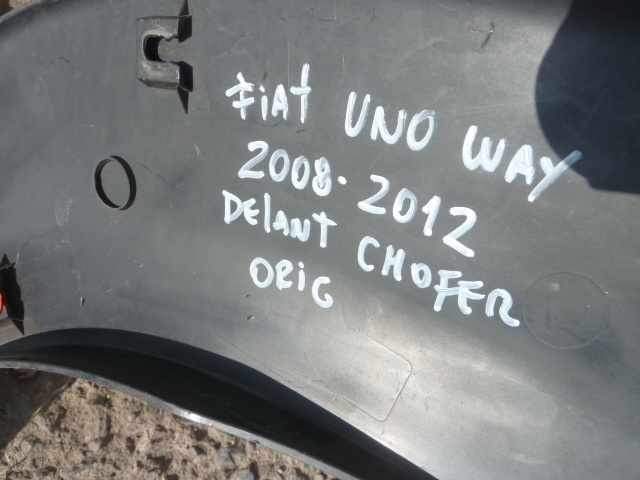 FiAt UNO WAY
2008-2012
DElANT CHOFER
ORiG